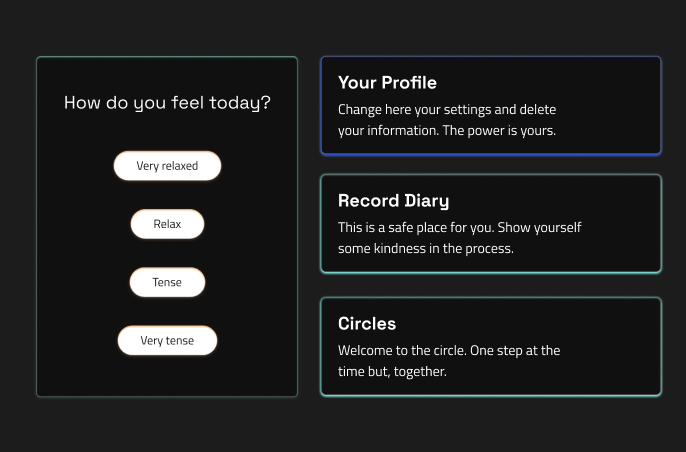 How do you feel today?
Very relaxed
Relax
Tense
Very tense
Your Profile
Change here your settings and delete
your information. The power is yours.
Record Diary
This is a safe place for you. Show yourself
some kindness in the process.
Circles
Welcome to the circle. One step at the
time but, together.